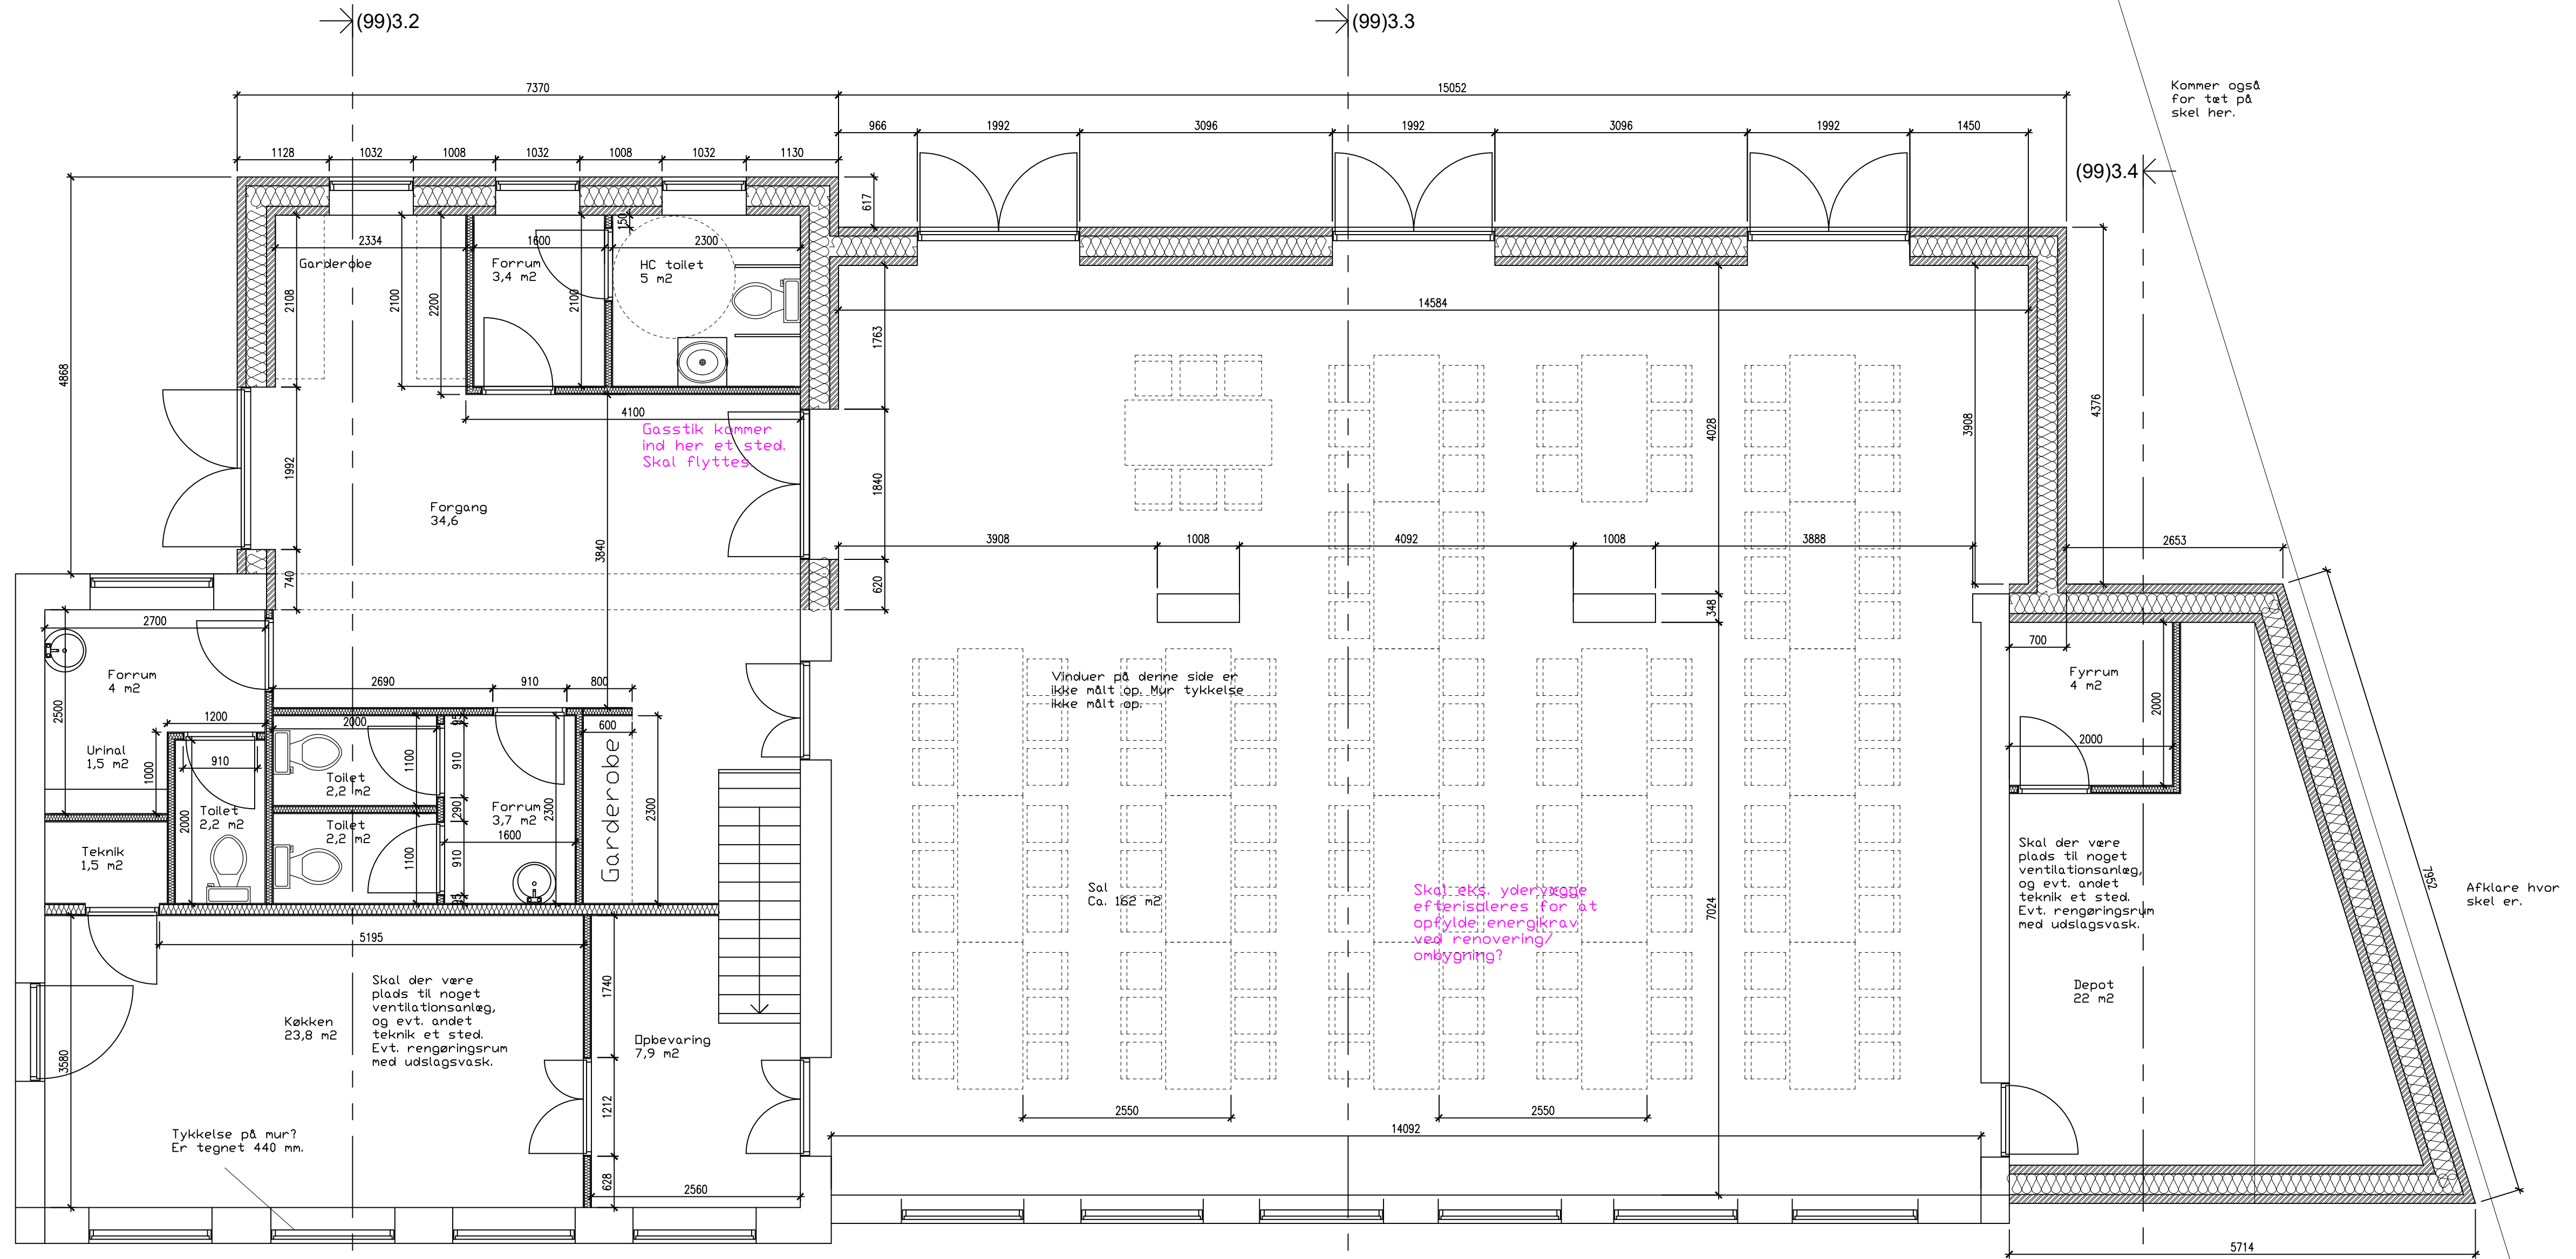 (99)3.2
(99)3.3
7370
15052
Kommer også
for tæt på
skel her.
966
1992
3096
1992
3096
1992
1450
1128
1032
1008
1032
1008
1032
1130
(99)3.4
617
150
2334
1600
2300
Garderobe
Forrum
3,4 m2
HC toilet
5 m2
2108
2100
2200
2100
14584
1763
4868
4028
3908
4376
4100
Gasstik kommer
ind her et sted.
Skal flyttes
1992
1840
Forgang
34,6
3840
3908
1008
4092
1008
3888
2653
740
620
348
2700
700
Forrum
4 m2
2500
2690
910
800
Vinduer på denne side er
ikke målt op. Mur tykkelse
ikke målt op.
Fyrrum
4 m2
2000
2000
1200
2000
95
600
Urinal
1,5 m2
1000
910
1100
910
Toilet
2,2 m2
Garderobe
2300
2300
290
Toilet
2,2 m2
2000
Toilet
2,2 m2
Forrum
3,7 m2
1600
1100
910
95
Teknik
1,5 m2
Skal der være
plads til noget
ventilationsanlæg,
og evt. andet
teknik et sted.
Evt. rengøringsrum
med udslagsvask.
7952
Afklare hvor
skel er.
Sal
Ca. 162 m2
Skal eks. ydervægge
efterisoleres for at
opfylde energikrav
ved renovering/
ombygning?
7024
5195
1740
Skal der være
plads til noget
ventilationsanlæg,
og evt. andet
teknik et sted.
Evt. rengøringsrum
med udslagsvask.
Køkken
23,8 m2
3580
Opbevaring
7,9 m2
Depot
22 m2
1212
2550
2550
14092
Tykkelse på mur?
Er tegnet 440 mm.
628
2560
5714